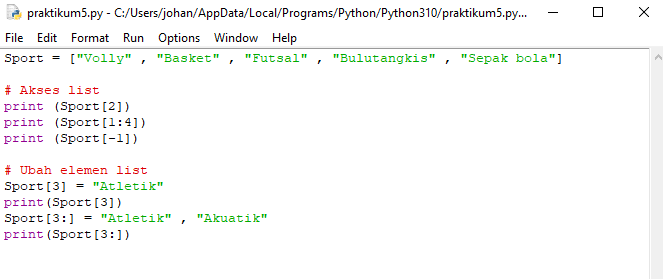 praktikum5.py - C:/Users/johan/AppData/Local/Programs/Python/Python310/praktikum5.py...
File Edit Format Run Options Window Help
Sport = ["Volly" , "Basket" , "Futsal" , "Bulutangkis" , "Sepak bola"]
# Akses list
print (Sport[2])
print (Sport[1:4])
print (Sport[-1])
# Ubah elemen list
Sport[3] = "Atletik"
print(Sport[3])
Sport[3:] = "Atletik" , "Akuatik"
print(Sport[3:])